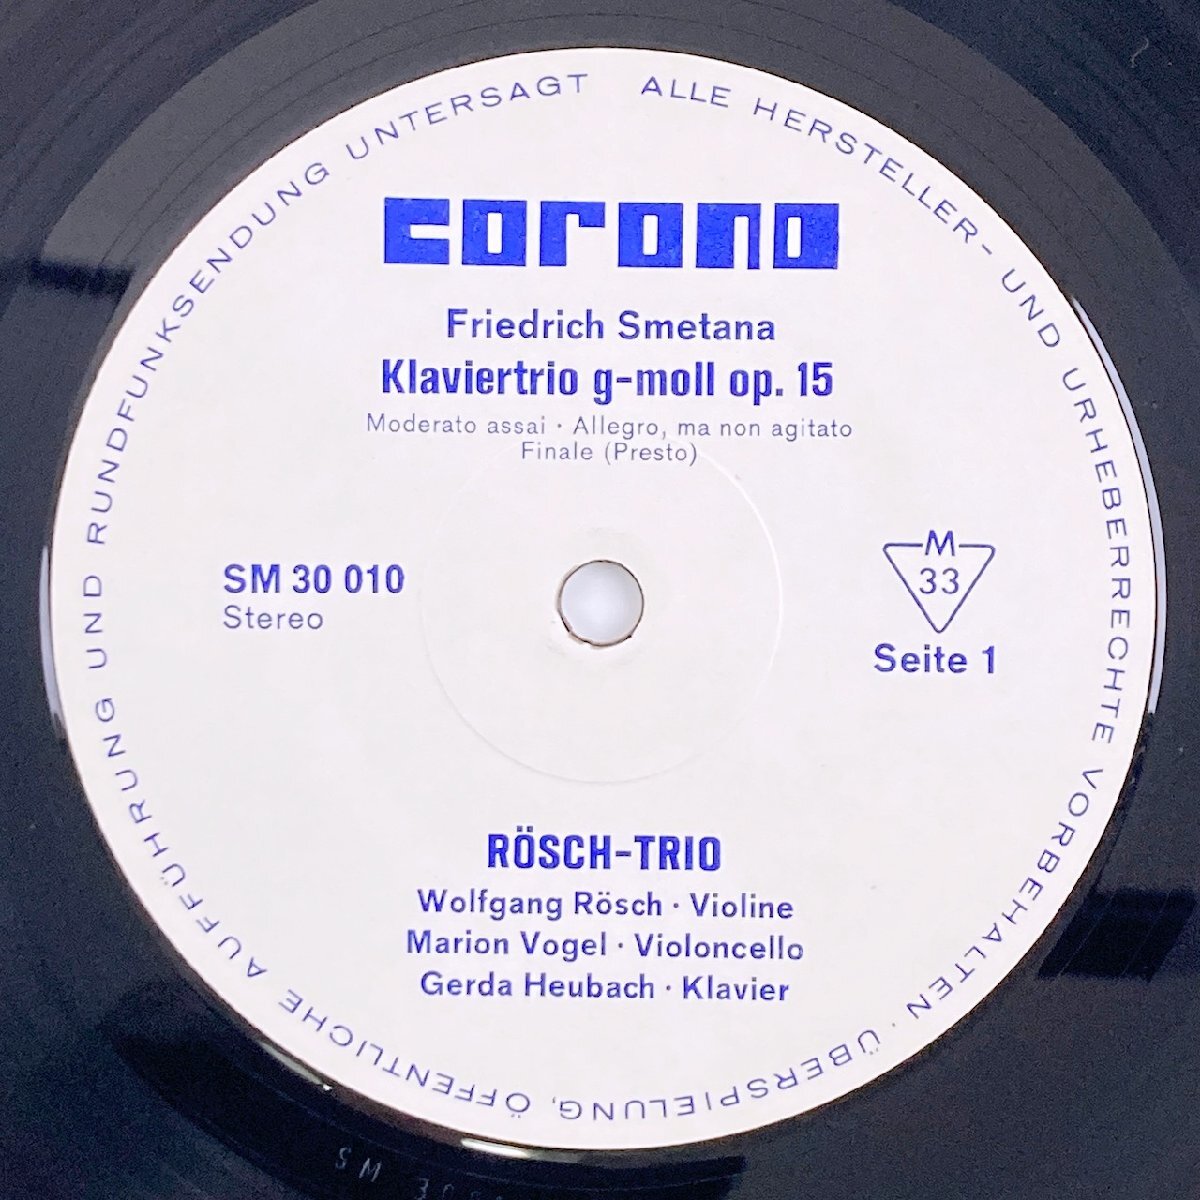 corona
Friedrich Smetana
Klaviertrio g-moll op. 15
Moderato assai · Allegro, ma non agitato
Finale (Presto)
SM 30 010
Stereo
M
33
Seite 1
RÖSCH-TRIO
Wolfgang Rösch · Violine
Marion Vogel · Violoncello
Gerda Heubach · Klavier
ALLE HERSTELLER- UND URHEBERRECHTE VORBEHALTEN · ÜBERSPIELUNG, ÖFFENTLICHE AUFFÜHRUNG UND RUNDFUNKSENDUNG UNTERSAGT